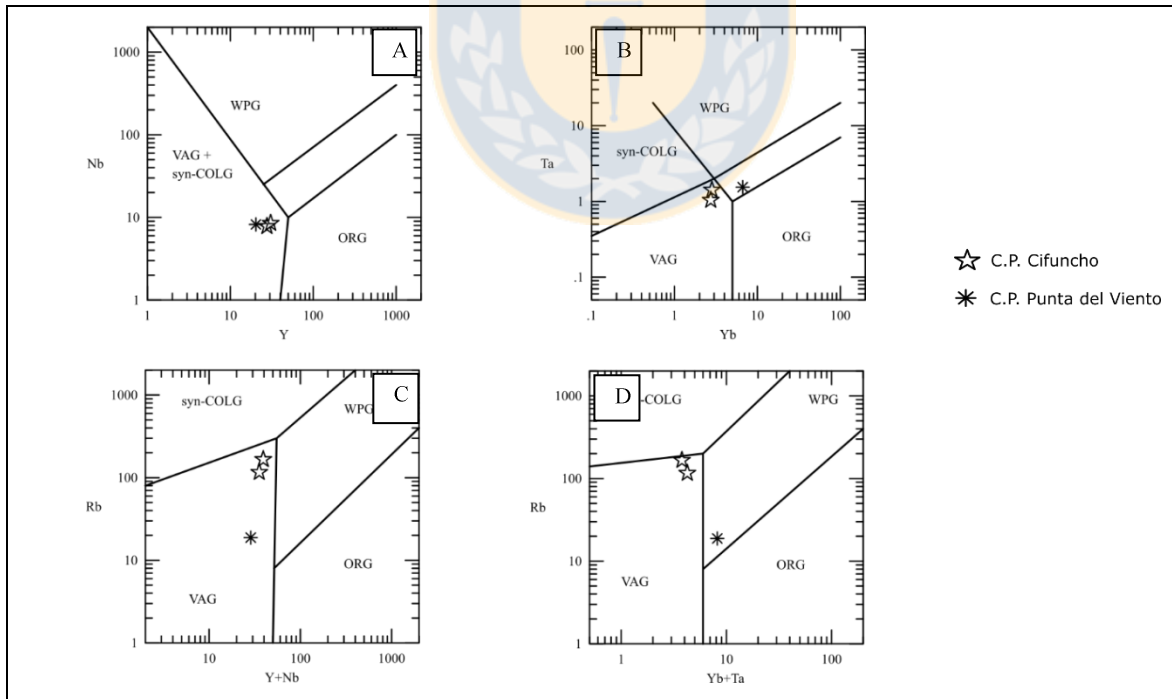 A
1000
100
10
1
Nb
WPG
VAG +
syn-COLG
ORG
1
10
100
1000
Y
B
100
10
1
.1
Ta
WPG
syn-COLG
VAG
ORG
.1
1
10
100
Yb
C.P. Cifuncho
C.P. Punta del Viento
C
1000
100
10
1
Rb
syn-COLG
WPG
VAG
ORG
10
100
1000
Y+Nb
D
1000
100
10
1
Rb
-COLG
WPG
VAG
ORG
1
10
100
Yb+Ta